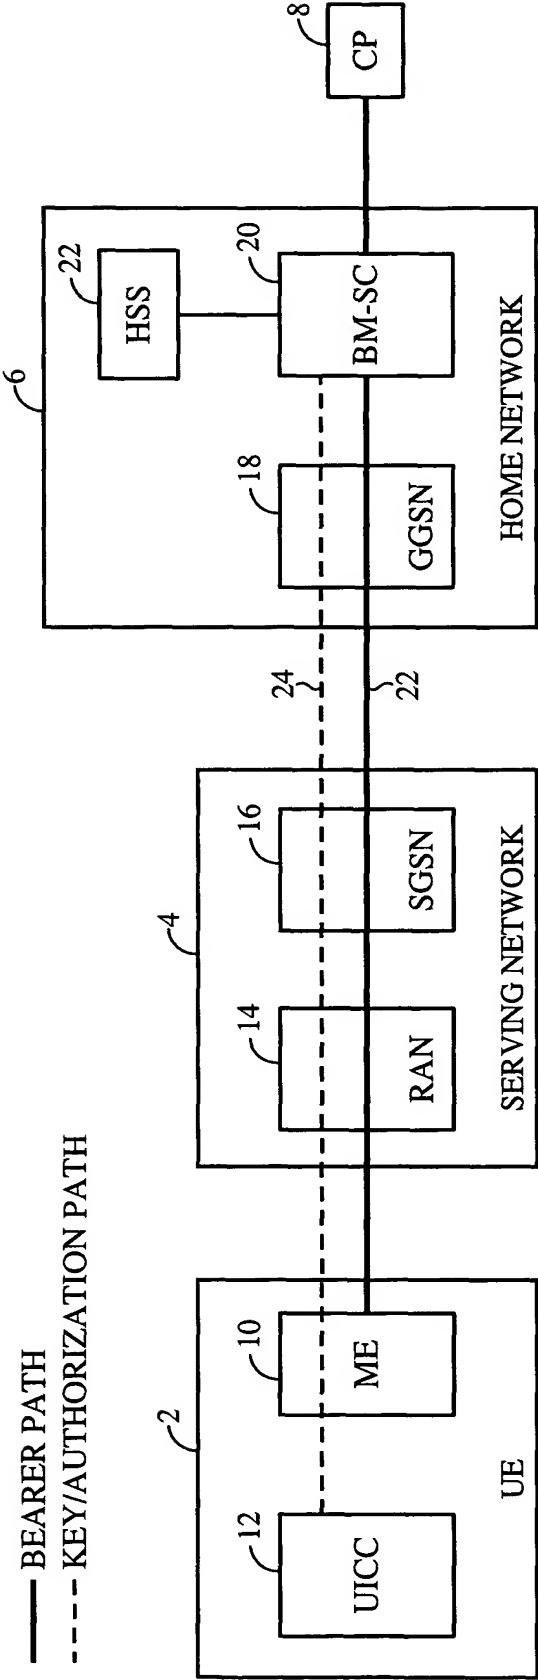 BEARER PATH
KEY/AUTHORIZATION PATH
2
12
UICC
10
ME
UE
4
14
RAN
16
SGSN
SERVING NETWORK
24
22
6
18
GGSN
22
HSS
20
BM-SC
HOME NETWORK
8
CP